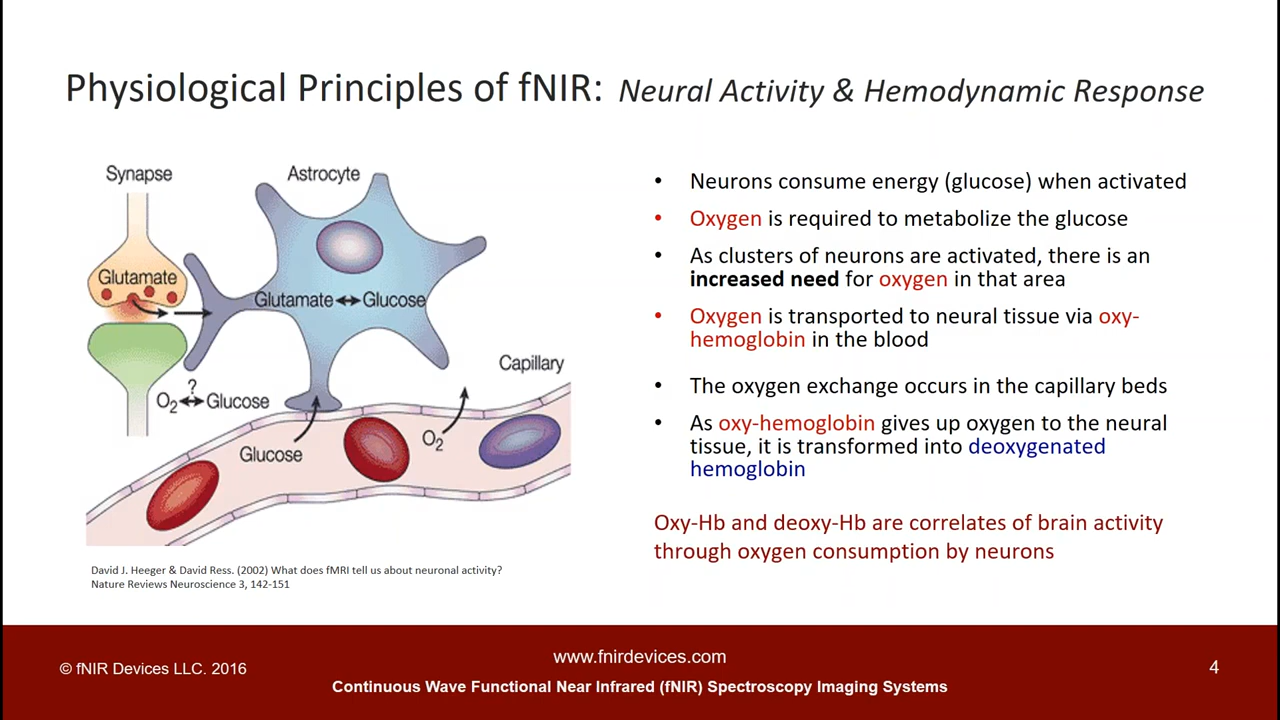 Physiological Principles of fNIR: Neural Activity & Hemodynamic Response
Synapse
Astrocyte
Glutamate
Glutamate↔Glucose
Capillary
?
O₂↔Glucose
Glucose
O₂
David J. Heeger & David Ress. (2002) What does fMRI tell us about neuronal activity?
Nature Reviews Neuroscience 3, 142-151
• Neurons consume energy (glucose) when activated
• Oxygen is required to metabolize the glucose
• As clusters of neurons are activated, there is an
increased need for oxygen in that area
• Oxygen is transported to neural tissue via oxy-
hemoglobin in the blood
• The oxygen exchange occurs in the capillary beds
• As oxy-hemoglobin gives up oxygen to the neural
tissue, it is transformed into deoxygenated
hemoglobin
Oxy-Hb and deoxy-Hb are correlates of brain activity
through oxygen consumption by neurons
© fNIR Devices LLC. 2016
www.fnirdevices.com
Continuous Wave Functional Near Infrared (fNIR) Spectroscopy Imaging Systems
4